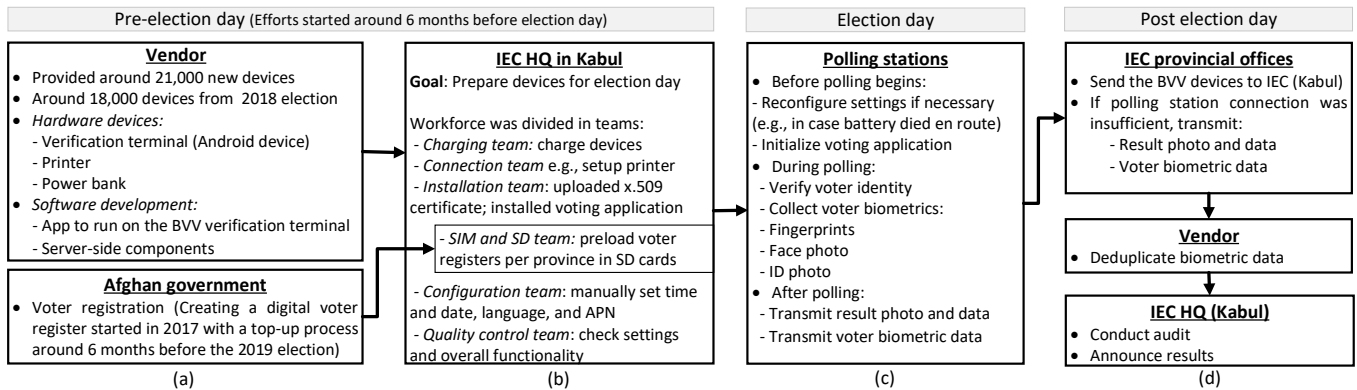 Pre-election day (Efforts started around 6 months before election day)
Vendor
• Provided around 21,000 new devices
• Around 18,000 devices from 2018 election
• Hardware devices:
- Verification terminal (Android device)
- Printer
- Power bank
• Software development:
- App to run on the BVV verification terminal
- Server-side components
Afghan government
• Voter registration (Creating a digital voter
register started in 2017 with a top-up process
around 6 months before the 2019 election)
(a)
IEC HQ in Kabul
Goal: Prepare devices for election day
Workforce was divided in teams:
- Charging team: charge devices
- Connection team e.g., setup printer
- Installation team: uploaded x.509
certificate; installed voting application
- SIM and SD team: preload voter
registers per province in SD cards
- Configuration team: manually set time
and date, language, and APN
- Quality control team: check settings
and overall functionality
(b)
Election day
Polling stations
• Before polling begins:
- Reconfigure settings if necessary
(e.g., in case battery died en route)
- Initialize voting application
• During polling:
- Verify voter identity
- Collect voter biometrics:
- Fingerprints
- Face photo
- ID photo
• After polling:
- Transmit result photo and data
- Transmit voter biometric data
(c)
Post election day
IEC provincial offices
• Send the BVV devices to IEC (Kabul)
• If polling station connection was
insufficient, transmit:
- Result photo and data
- Voter biometric data
Vendor
• Deduplicate biometric data
IEC HQ (Kabul)
• Conduct audit
• Announce results
(d)